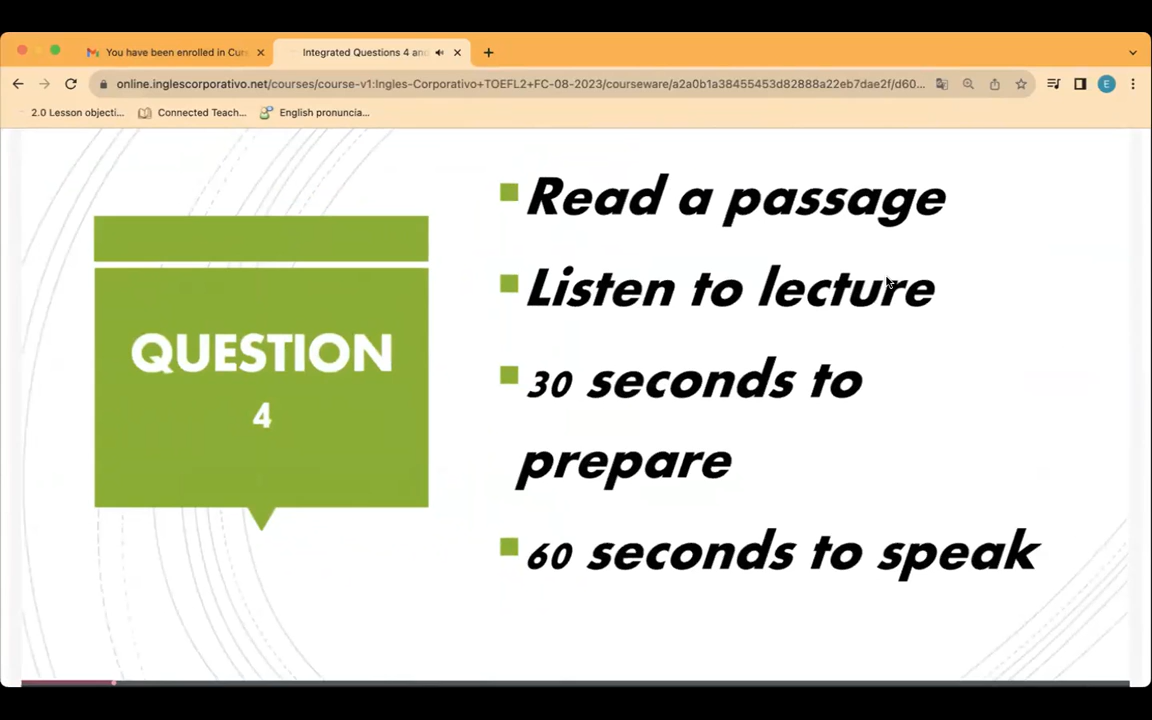 You have been enrolled in Curs
Integrated Questions 4 and
online.inglescorporativo.net/courses/course-v1:Ingles-Corporativo+TOEFL2+FC-08-2023/courseware/a2a0b1a38455453d82888a22eb7dae2f/d60...
E
2.0 Lesson objecti...
Connected Teach...
English pronuncia...
QUESTION
4
Read a passage
Listen to lecture
30 seconds to
prepare
60 seconds to speak